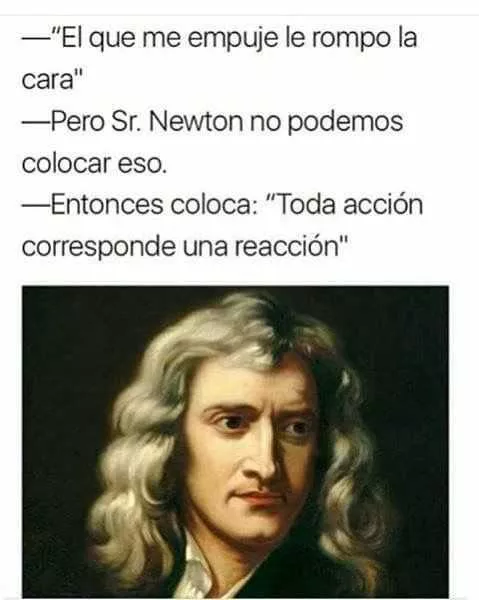 —"El que me empuje le rompo la
cara"
—Pero Sr. Newton no podemos
colocar eso.
—Entonces coloca: "Toda acción
corresponde una reacción"